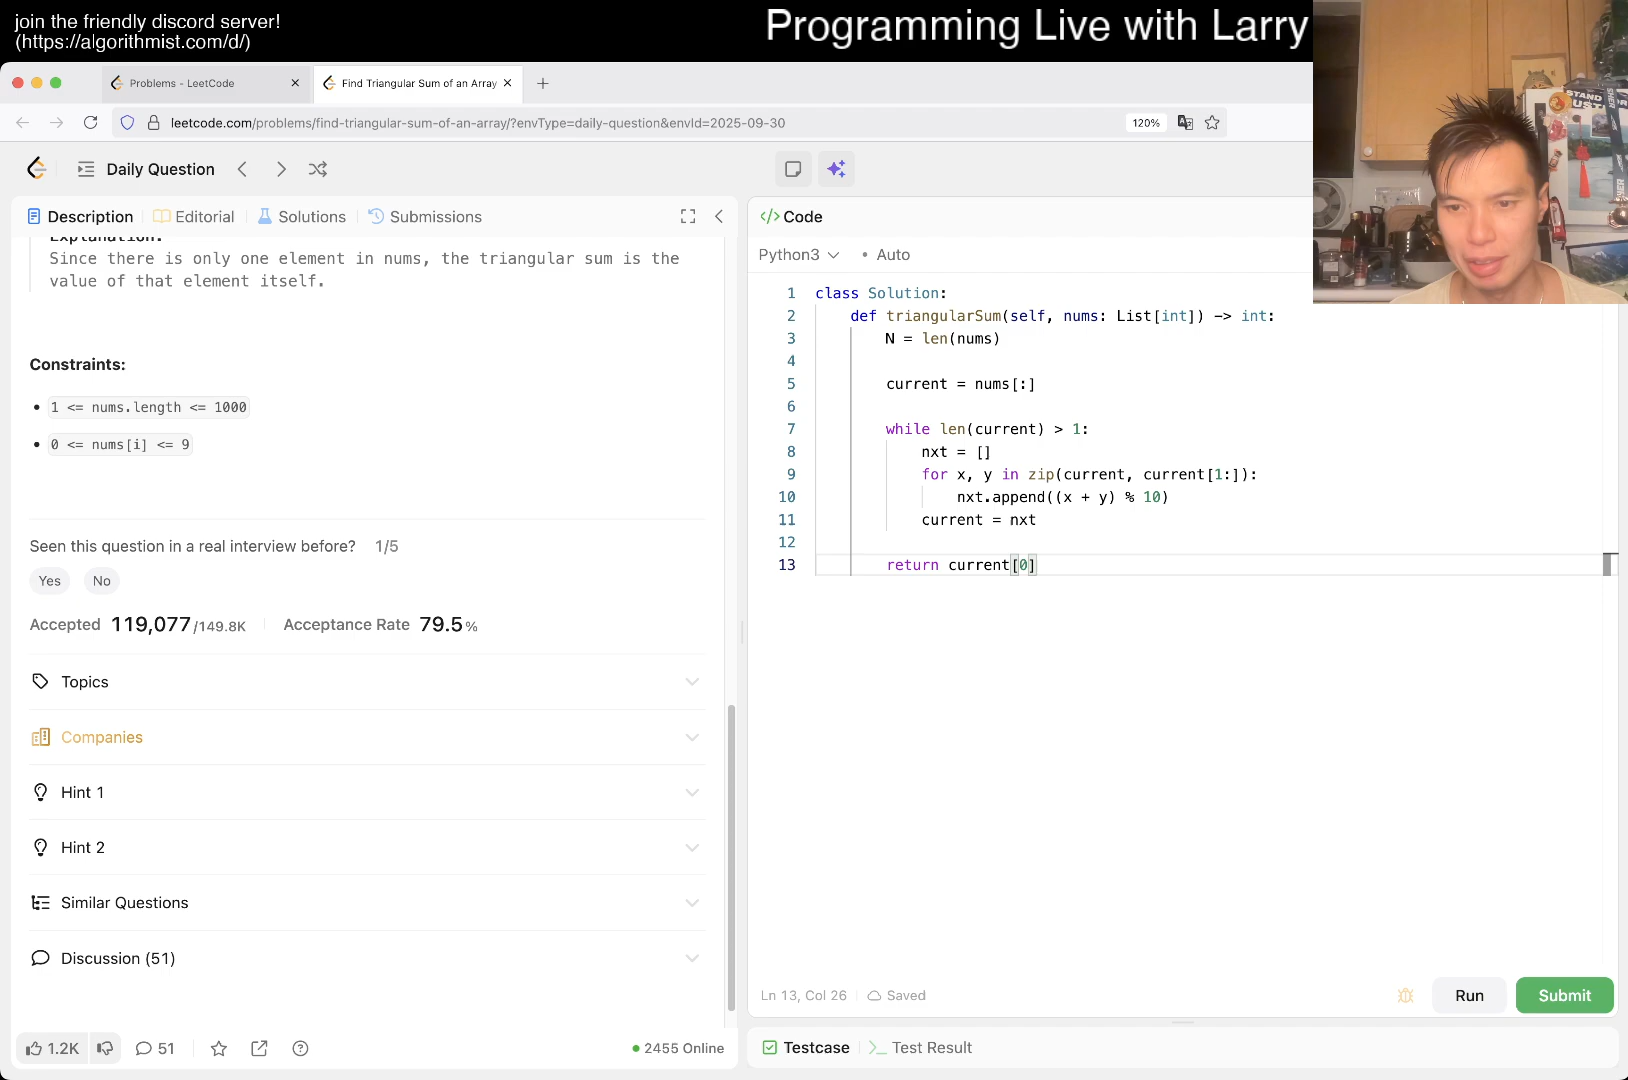 join the friendly discord server!
(https://algorithmist.com/d/)
Programming Live with Larry
Problems - LeetCode
Find Triangular Sum of an Array
leetcode.com/problems/find-triangular-sum-of-an-array/?envType=daily-question&envId=2025-09-30
120%
Daily Question
Description
Editorial
Solutions
Submissions
Explanation:
Since there is only one element in nums, the triangular sum is the
value of that element itself.
Constraints:
• 1 <= nums.length <= 1000
• 0 <= nums[i] <= 9
Seen this question in a real interview before? 1/5
Yes No
Accepted 119,077/149.8K Acceptance Rate 79.5%
Topics
Companies
Hint 1
Hint 2
Similar Questions
Discussion (51)
1.2K 51
2455 Online
</> Code
Python3 • Auto
1 class Solution:
2 def triangularSum(self, nums: List[int]) -> int:
3 N = len(nums)
4
5 current = nums[:]
6
7 while len(current) > 1:
8 nxt = []
9 for x, y in zip(current, current[1:]):
10 nxt.append((x + y) % 10)
11 current = nxt
12
13 return current[0]
Ln 13, Col 26 Saved
Run Submit
Testcase >_ Test Result
STAND